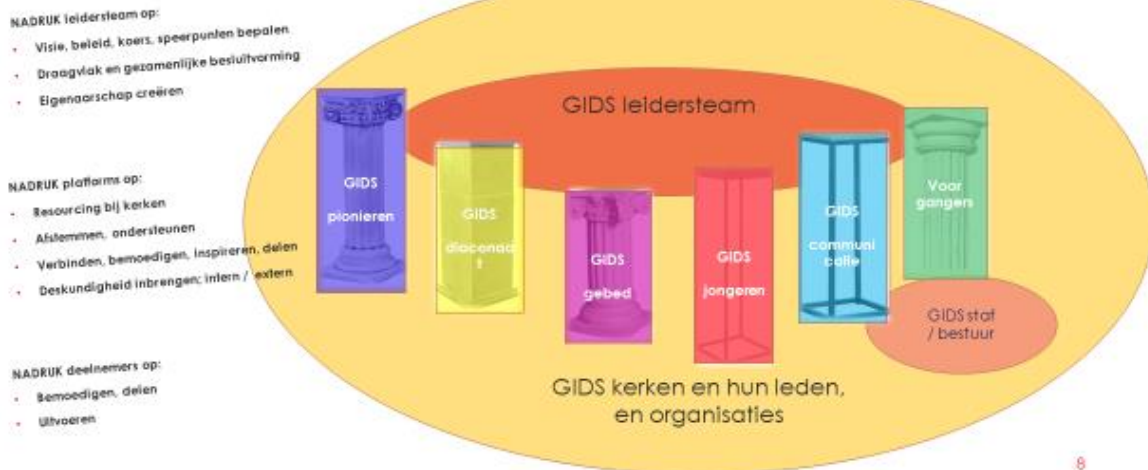 NADRUK leidersteam op:
• Visie, beleid, koers, speerpunten bepalen
• Draagvlak en gezamenlijke besluitvorming
• Eigenaarschap creëren
NADRUK platforms op:
• Resourcing bij kerken
• Afstemmen, ondersteunen
• Verbinden, bemoedigen, inspireren, delen
• Deskundigheid inbrengen; intern / extern
NADRUK deelnemers op:
• Bemoedigen, delen
• Uitvoeren
GIDS leidersteam
GIDS
pionieren
GIDS
diaconaa
t
GIDS
gebed
GIDS
jongeren
GIDS
communi
catie
Voor
gangers
GIDS staf
/ bestuur
GIDS kerken en hun leden,
en organisaties
8